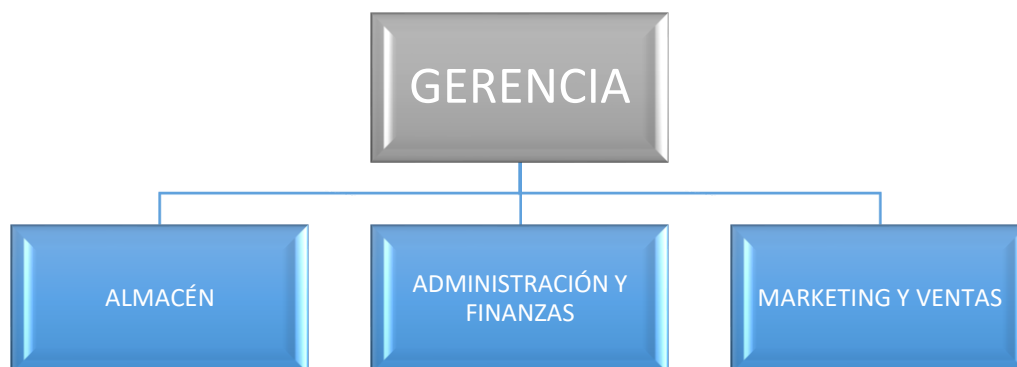 GERENCIA
ALMACÉN
ADMINISTRACIÓN Y
FINANZAS
MARKETING Y VENTAS